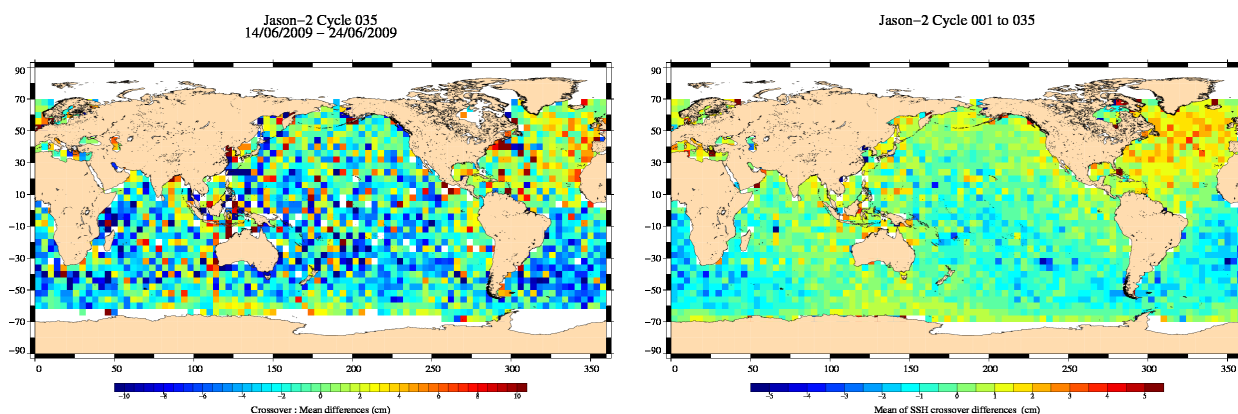 Jason−2 Cycle 035
14/06/2009 − 24/06/2009
90
70
50
30
10
−10
−30
−50
−70
−90
0 50 100 150 200 250 300 350
−10 −8 −6 −4 −2 0 2 4 6 8 10
Crossover : Mean differences (cm)
Jason−2 Cycle 001 to 035
90
70
50
30
10
−10
−30
−50
−70
−90
0 50 100 150 200 250 300 350
−5 −4 −3 −2 −1 0 1 2 3 4 5
Mean of SSH crossover differences (cm)